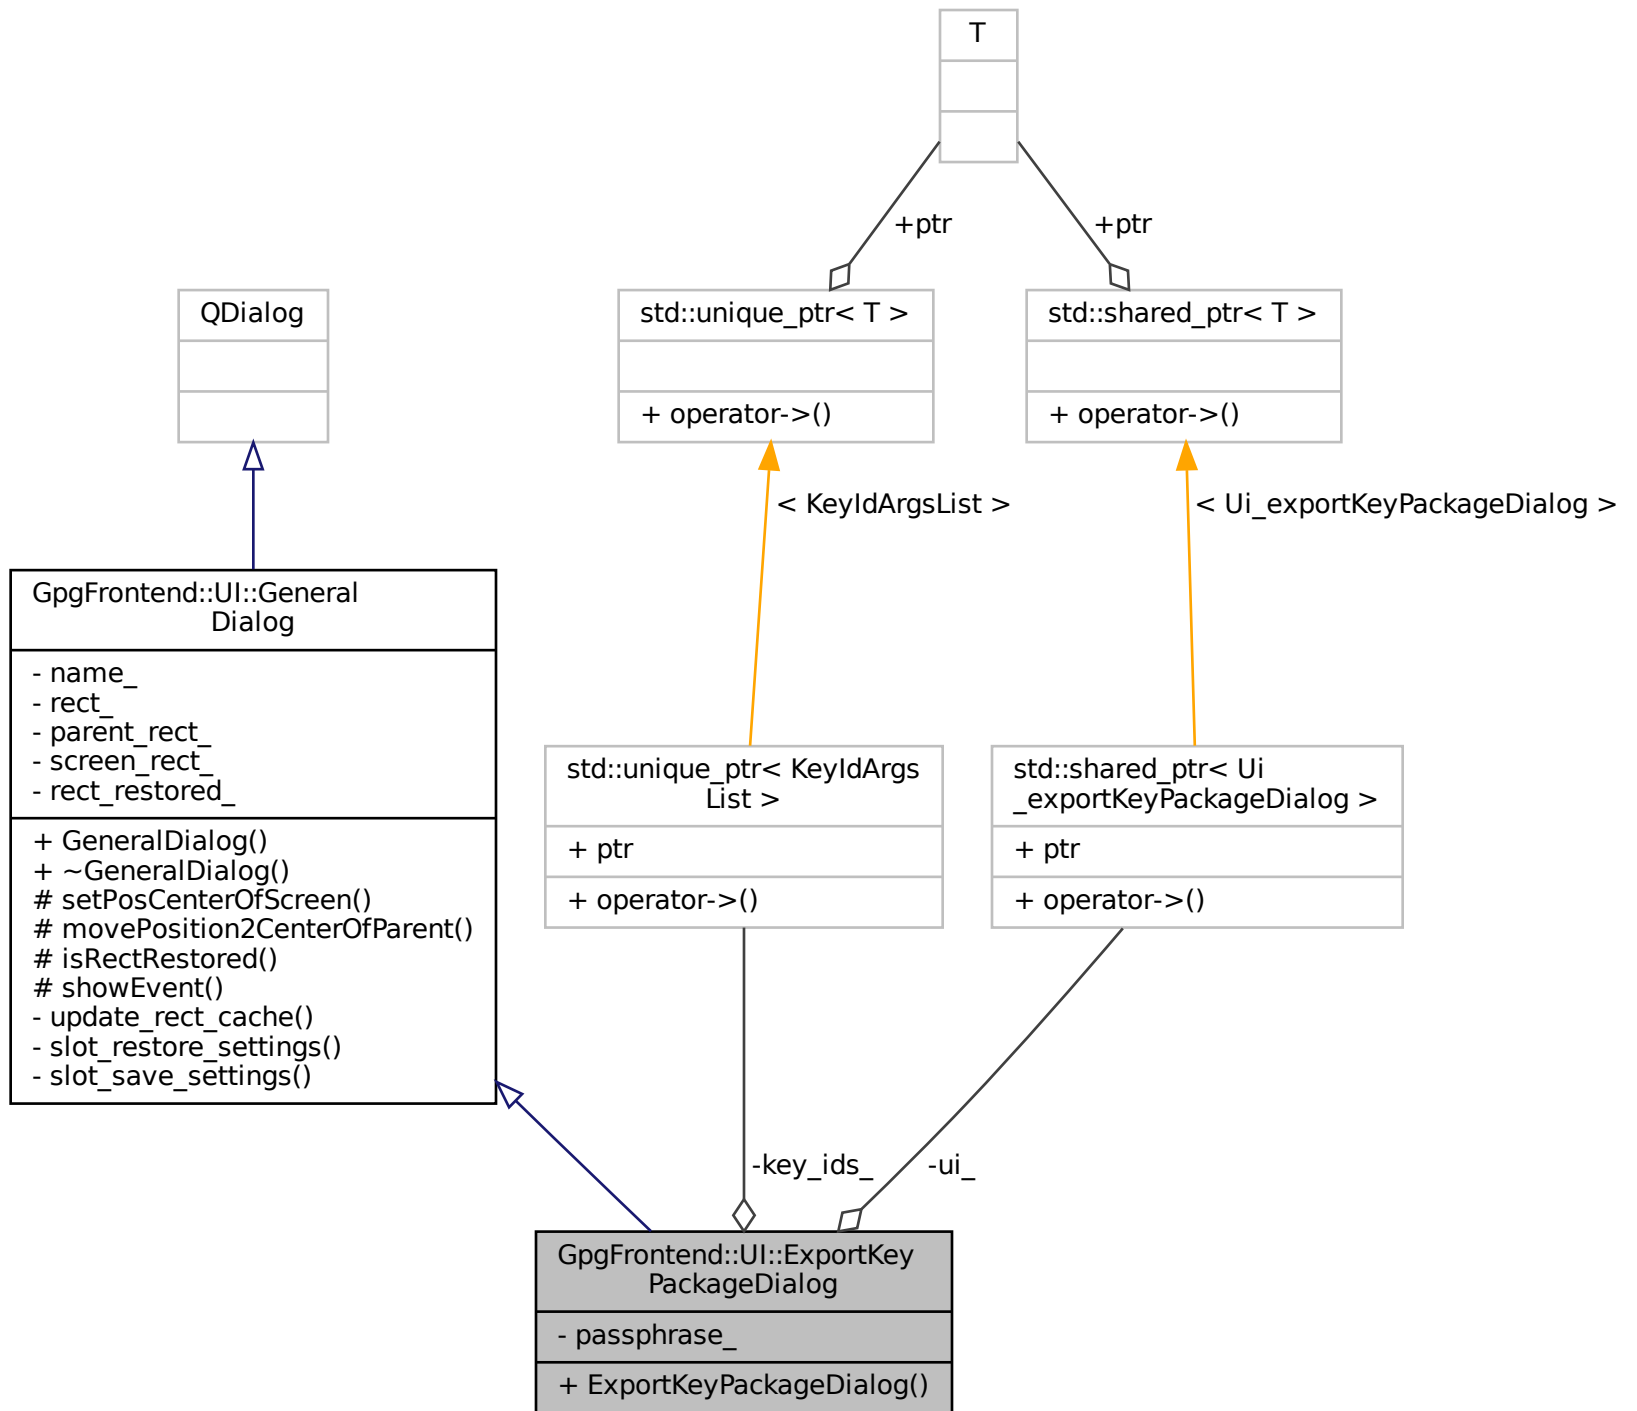 T
+ptr
+ptr
QDialog
std::unique_ptr< T >
+ operator->()
std::shared_ptr< T >
+ operator->()
< KeyIdArgsList >
< Ui_exportKeyPackageDialog >
GpgFrontend::UI::General
Dialog
- name_
- rect_
- parent_rect_
- screen_rect_
- rect_restored_
+ GeneralDialog()
+ ~GeneralDialog()
# setPosCenterOfScreen()
# movePosition2CenterOfParent()
# isRectRestored()
# showEvent()
- update_rect_cache()
- slot_restore_settings()
- slot_save_settings()
std::unique_ptr< KeyIdArgs
List >
+ ptr
+ operator->()
std::shared_ptr< Ui
_exportKeyPackageDialog >
+ ptr
+ operator->()
-key_ids_
-ui_
GpgFrontend::UI::ExportKey
PackageDialog
- passphrase_
+ ExportKeyPackageDialog()